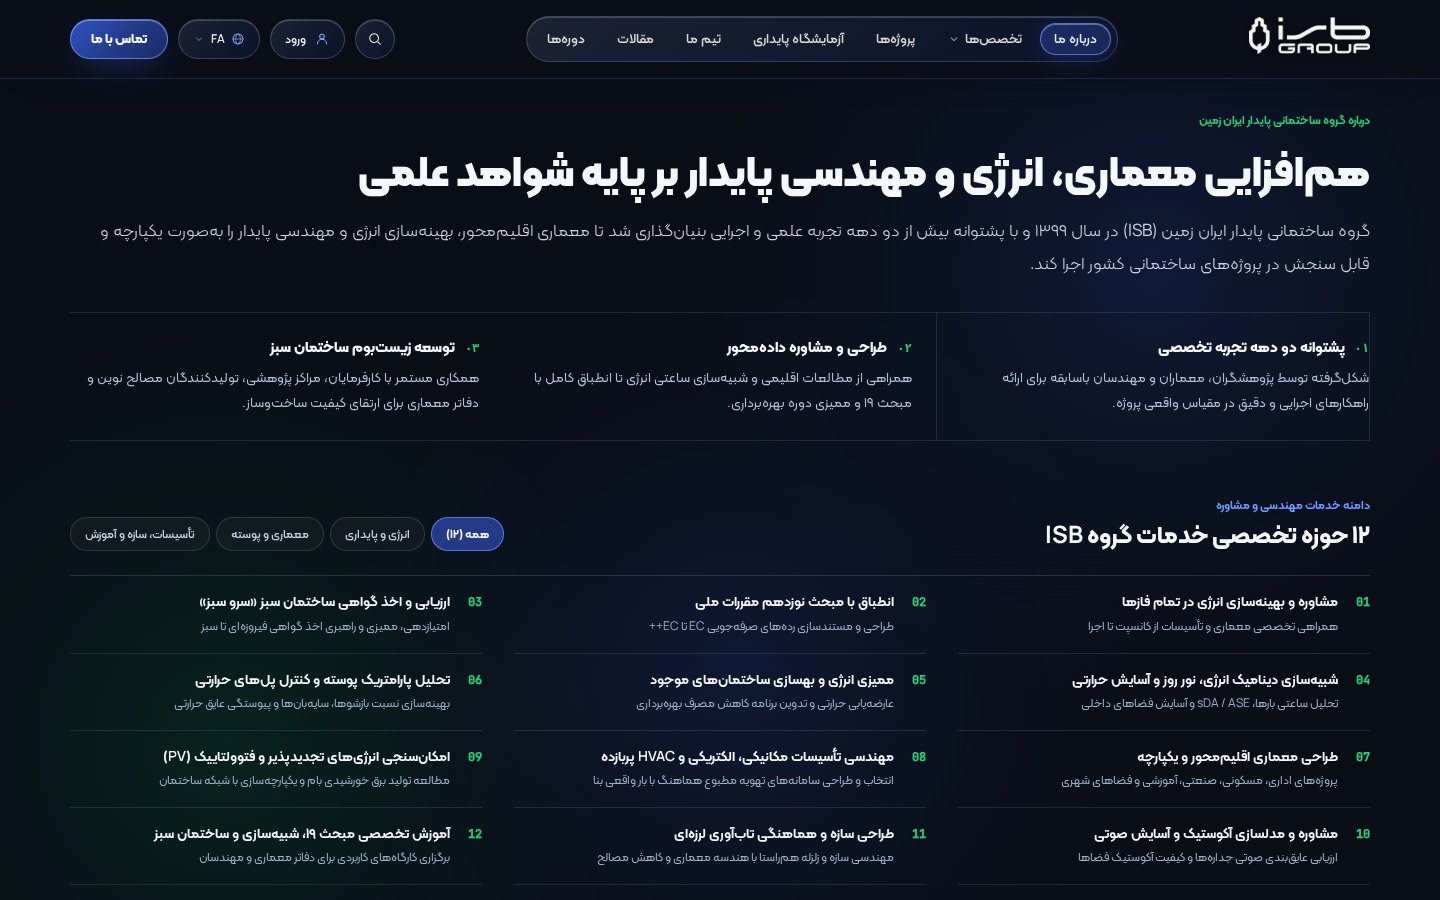 isb
GROUP
درباره ما
تخصص‌ها
پروژه‌ها
آزمایشگاه پایداری
تیم ما
مقالات
دوره‌ها
ورود
FA
تماس با ما
درباره گروه ساختمانی پایدار ایران زمین
هم‌افزایی معماری، انرژی و مهندسی پایدار بر پایه شواهد علمی
گروه ساختمانی پایدار ایران زمین (ISB) در سال ۱۳۹۹ و با پشتوانه بیش از دو دهه تجربه علمی و اجرایی بنیان‌گذاری شد تا معماری اقلیم‌محور، بهینه‌سازی انرژی و مهندسی پایدار را به‌صورت یکپارچه و
قابل سنجش در پروژه‌های ساختمانی کشور اجرا کند.
۰۱ پشتوانه دو دهه تجربه تخصصی
شکل‌گرفته توسط پژوهشگران، معماران و مهندسان باسابقه برای ارائه
راهکارهای اجرایی و دقیق در مقیاس واقعی پروژه.
۰۲ طراحی و مشاوره داده‌محور
همراهی از مطالعات اقلیمی و شبیه‌سازی ساعتی انرژی تا انطباق کامل با
مبحث ۱۹ و ممیزی دوره بهره‌برداری.
۰۳ توسعه زیست‌بوم ساختمان سبز
همکاری مستمر با کارفرمایان، مراکز پژوهشی، تولیدکنندگان مصالح نوین و
دفاتر معماری برای ارتقای کیفیت ساخت‌وساز.
دامنه خدمات مهندسی و مشاوره
۱۲ حوزه تخصصی خدمات گروه ISB
همه (۱۲)
انرژی و پایداری
معماری و پوسته
تأسیسات، سازه و آموزش
01 مشاوره و بهینه‌سازی انرژی در تمام فازها
همراهی تخصصی معماری و تأسیسات از کانسپت تا اجرا
02 انطباق با مبحث نوزدهم مقررات ملی
طراحی و مستندسازی رده‌های صرفه‌جویی EC تا EC++
03 ارزیابی و اخذ گواهی ساختمان سبز «سرو سبز»
امتیازدهی، ممیزی و راهبری اخذ گواهی فیروزه‌ای تا سبز
04 شبیه‌سازی دینامیک انرژی، نور روز و آسایش حرارتی
تحلیل ساعتی بارها، sDA / ASE و آسایش فضاهای داخلی
05 ممیزی انرژی و بهسازی ساختمان‌های موجود
عارضه‌یابی حرارتی و تدوین برنامه کاهش مصرف بهره‌برداری
06 تحلیل پارامتریک پوسته و کنترل پل‌های حرارتی
بهینه‌سازی نسبت بازشوها، سایه‌بان‌ها و پیوستگی عایق حرارتی
07 طراحی معماری اقلیم‌محور و یکپارچه
پروژه‌های اداری، مسکونی، صنعتی، آموزشی و فضاهای شهری
08 مهندسی تأسیسات مکانیکی، الکتریکی و HVAC پربازده
انتخاب و طراحی سامانه‌های تهویه مطبوع هماهنگ با بار واقعی بنا
09 امکان‌سنجی انرژی‌های تجدیدپذیر و فتوولتاییک (PV)
مطالعه تولید برق خورشیدی بام و یکپارچه‌سازی با شبکه ساختمان
10 مشاوره و مدلسازی آکوستیک و آسایش صوتی
ارزیابی عایق‌بندی صوتی جداره‌ها و کیفیت آکوستیک فضاها
11 طراحی سازه و هماهنگی تاب‌آوری لرزه‌ای
مهندسی سازه و زلزله هم‌راستا با هندسه معماری و کاهش مصالح
12 آموزش تخصصی مبحث ۱۹، شبیه‌سازی و ساختمان سبز
برگزاری کارگاه‌های کاربردی برای دفاتر معماری و مهندسان